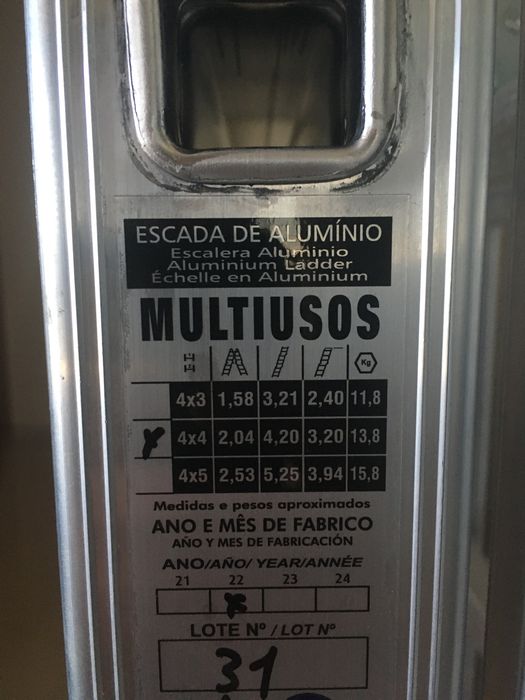 ESCADA DE ALUMÍNIO
Escalera Aluminio
Aluminium Ladder
Échelle en Aluminium
MULTIUSOS
Kg
4x3 1,58 3,21 2,40 11,8
4x4 2,04 4,20 3,20 13,8
4x5 2,53 5,25 3,94 15,8
Medidas e pesos aproximados
ANO E MÊS DE FABRICO
AÑO Y MES DE FABRICACIÓN
ANO/AÑO/ YEAR/ANNÉE
21 22 23 24
LOTE Nº / LOT Nº
31